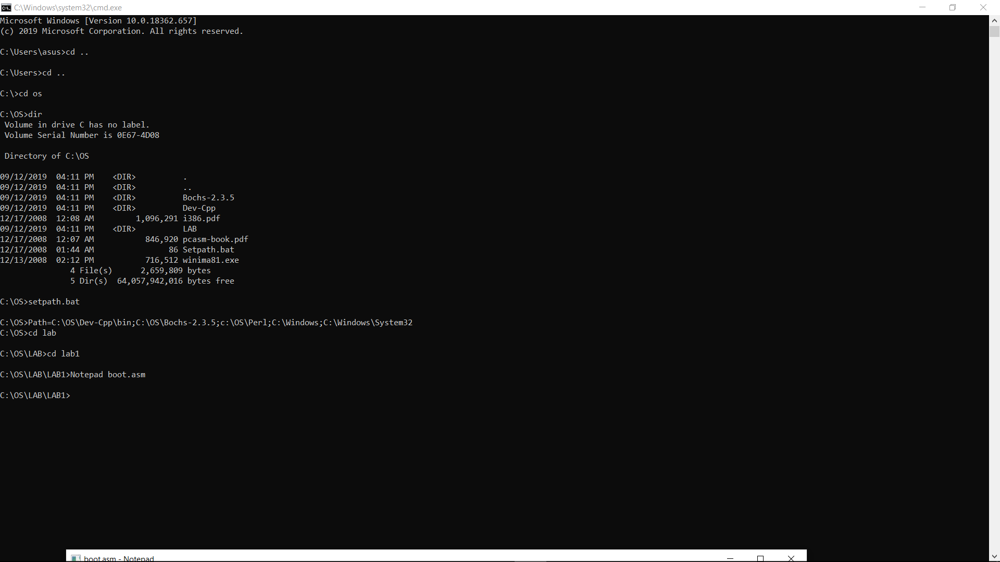 C:\Windows\system32\cmd.exe
Microsoft Windows [Version 10.0.18362.657]
(c) 2019 Microsoft Corporation. All rights reserved.
C:\Users\asus>cd ..
C:\Users>cd ..
C:\>cd os
C:\OS>dir
 Volume in drive C has no label.
 Volume Serial Number is 0E67-4D08
 Directory of C:\OS
09/12/2019  04:11 PM    <DIR>          .
09/12/2019  04:11 PM    <DIR>          ..
09/12/2019  04:11 PM    <DIR>          Bochs-2.3.5
09/12/2019  04:11 PM    <DIR>          Dev-Cpp
12/17/2008  12:08 AM         1,096,291 i386.pdf
09/12/2019  04:11 PM    <DIR>          LAB
12/17/2008  12:07 AM           846,920 pcasm-book.pdf
12/17/2008  01:44 AM                86 Setpath.bat
12/13/2008  02:12 PM           716,512 winima81.exe
               4 File(s)      2,659,809 bytes
               5 Dir(s)  64,057,942,016 bytes free
C:\OS>setpath.bat
C:\OS>Path=C:\OS\Dev-Cpp\bin;C:\OS\Bochs-2.3.5;c:\OS\Perl;C:\Windows;C:\Windows\System32
C:\OS>cd lab
C:\OS\LAB>cd lab1
C:\OS\LAB\LAB1>Notepad boot.asm
C:\OS\LAB\LAB1>
boot.asm - Notepad